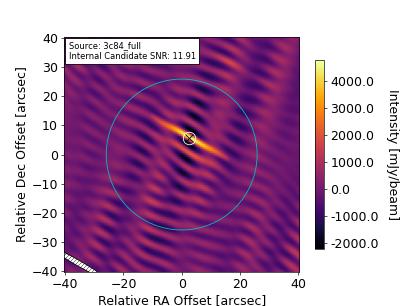 Source: 3c84_full
Internal Candidate SNR: 11.91
40
30
20
10
0
−10
−20
−30
−40
Relative Dec Offset [arcsec]
−40 −20 0 20 40
Relative RA Offset [arcsec]
4000.0
3000.0
2000.0
1000.0
0.0
−1000.0
−2000.0
Intensity [mJy/beam]